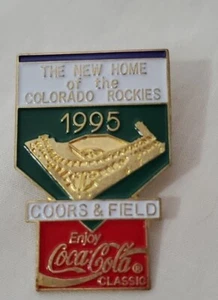 THE NEW HOME
of the
COLORADO ROCKIES
1995
COORS & FIELD
Enjoy
Coca-Cola®
CLASSIC